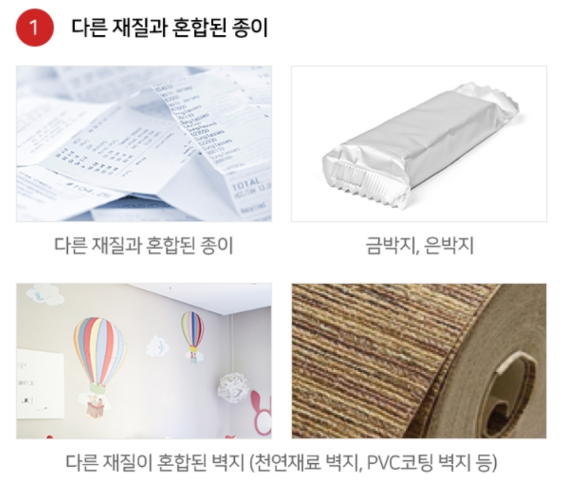 1 다른 재질과 혼합된 종이
TOTAL
다른 재질과 혼합된 종이
금박지, 은박지
다른 재질이 혼합된 벽지 (천연재료 벽지, PVC코팅 벽지 등)